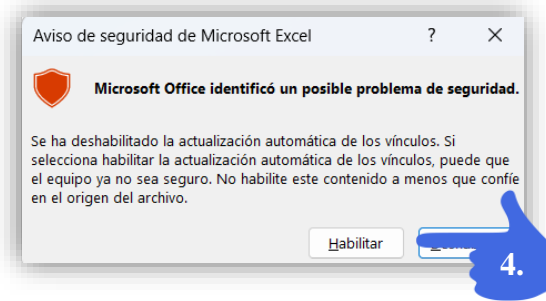 Aviso de seguridad de Microsoft Excel ? ✕
Microsoft Office identificó un posible problema de seguridad.
Se ha deshabilitado la actualización automática de los vínculos. Si
selecciona habilitar la actualización automática de los vínculos, puede que
el equipo ya no sea seguro. No habilite este contenido a menos que confíe
en el origen del archivo.
Habilitar
4.